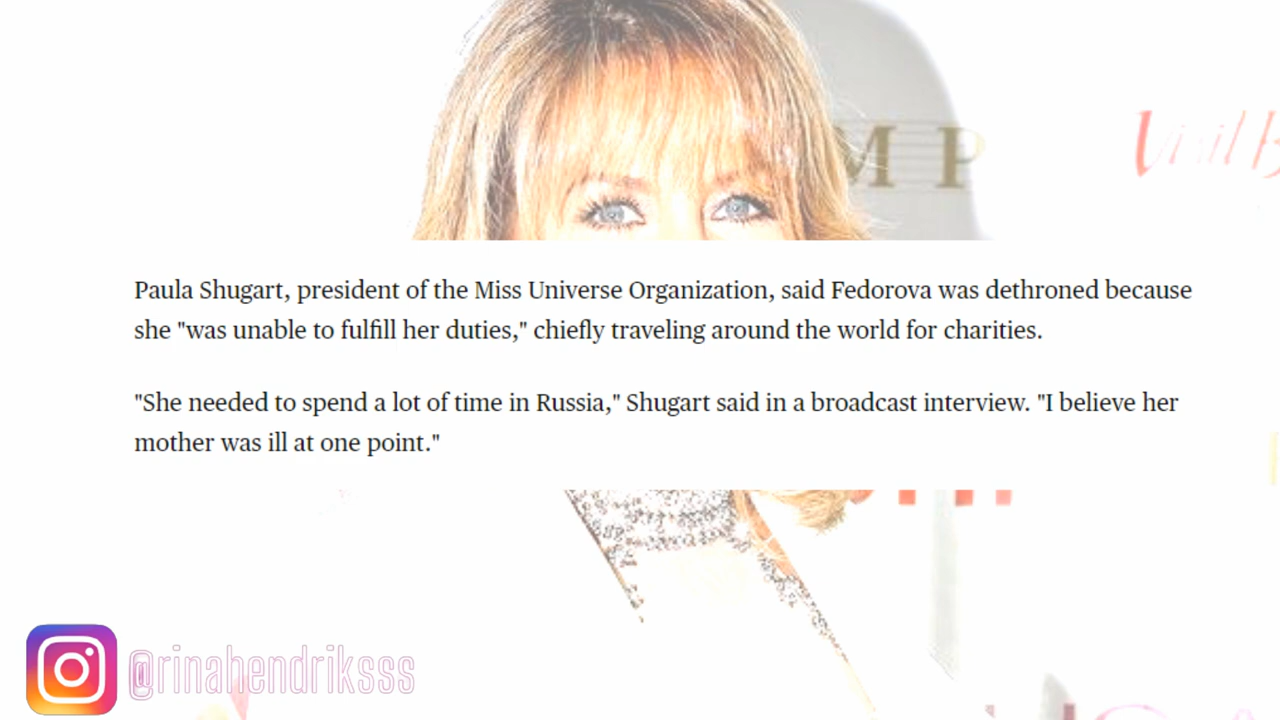 M P
Paula Shugart, president of the Miss Universe Organization, said Fedorova was dethroned because
she "was unable to fulfill her duties," chiefly traveling around the world for charities.
"She needed to spend a lot of time in Russia," Shugart said in a broadcast interview. "I believe her
mother was ill at one point."
@rinahendriksss